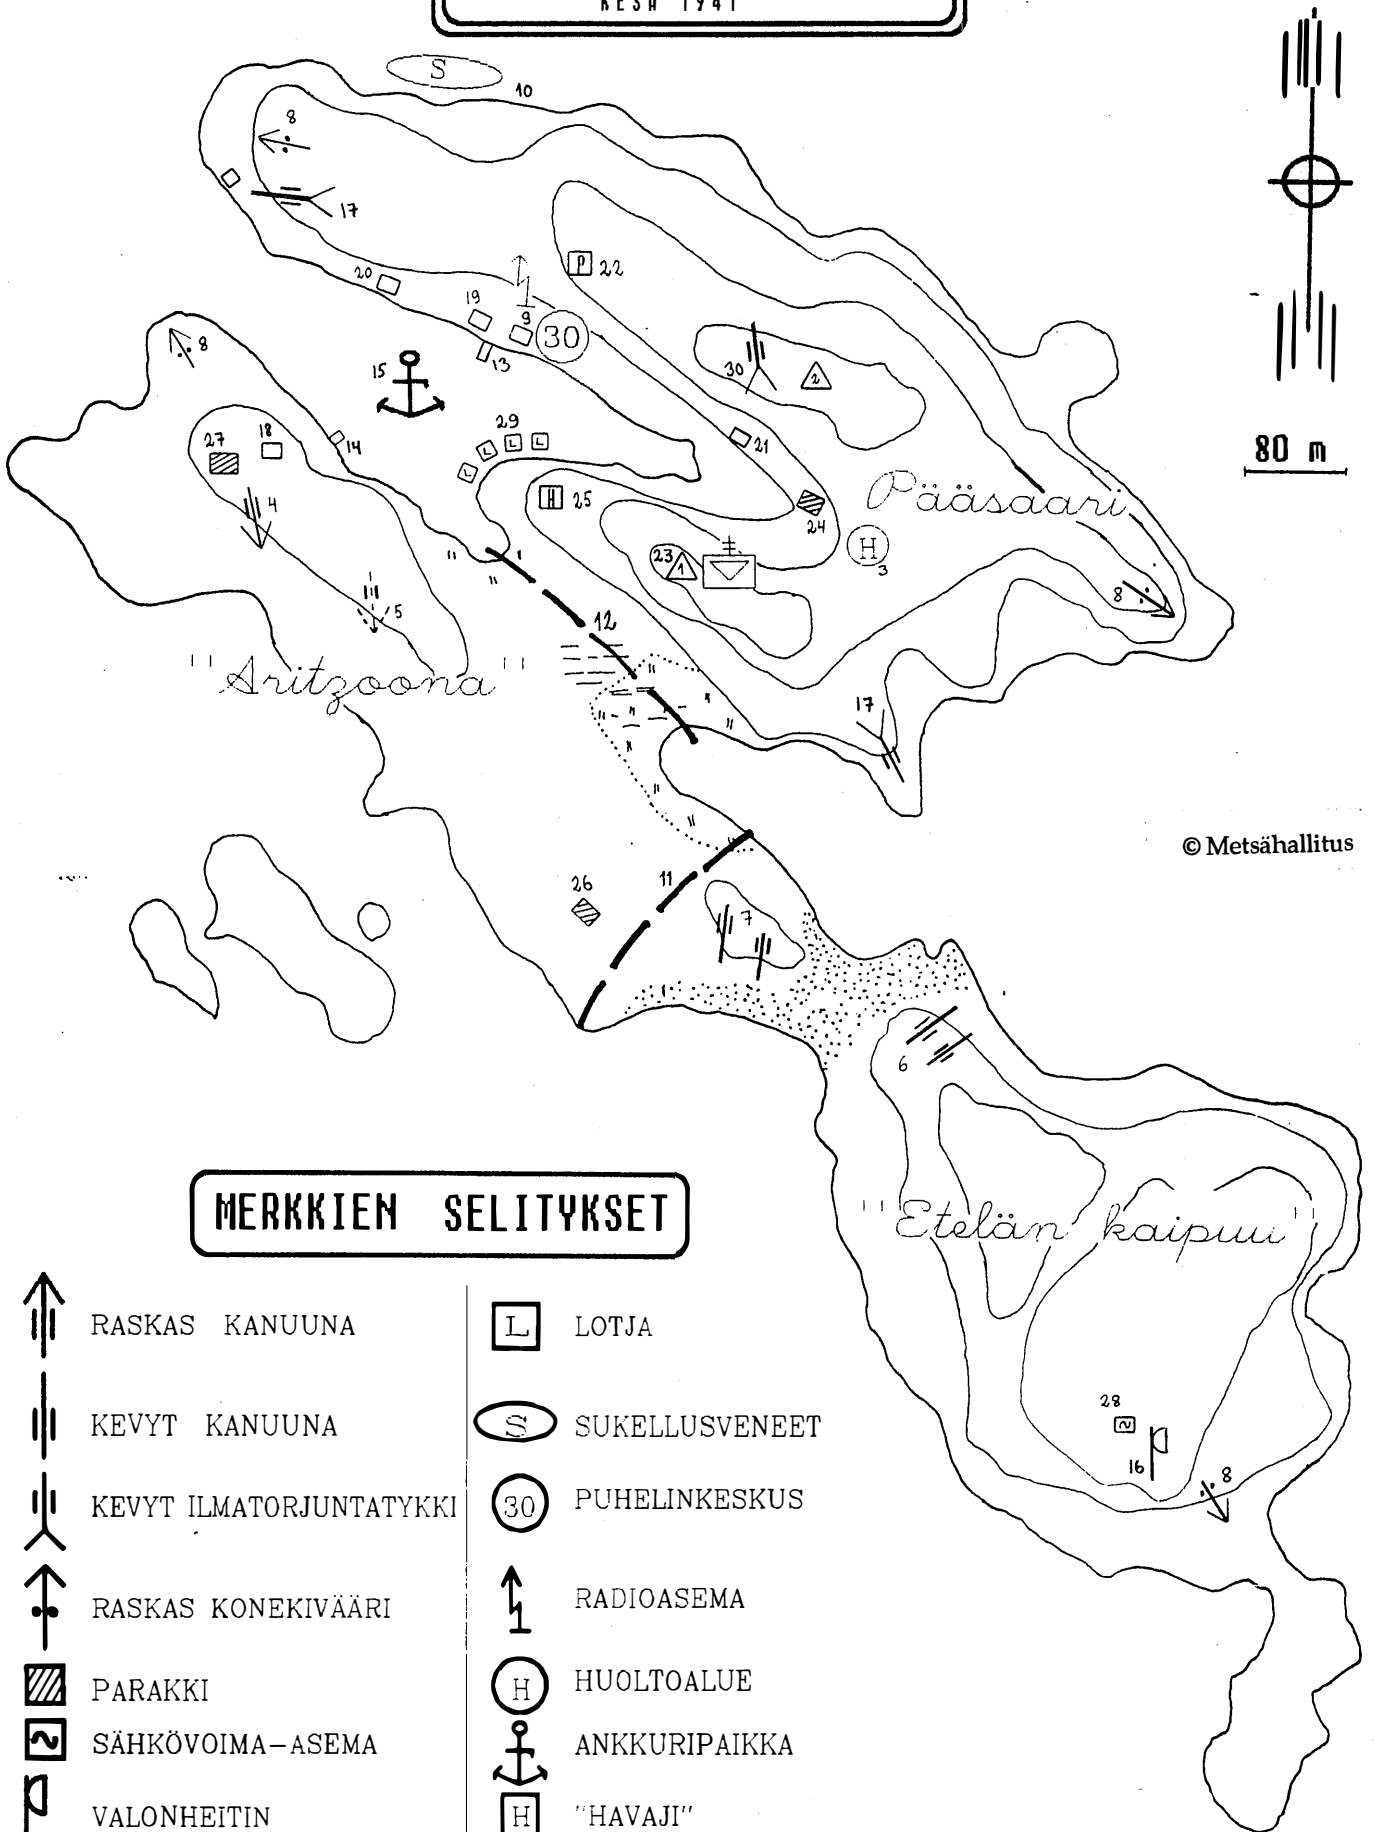 KESÄ 1941
S
10
8
17
20
P 22
19
9
30
13
15
30
2
8
29
L L L L
21
27
18
14
H 25
24
Pääsaari
80 m
4
23
1
H
3
5
8
12
"Aritzoona"
17
© Metsähallitus
26
11
7
6
"Etelän kaipuu"
28
16
8
MERKKIEN SELITYKSET
RASKAS KANUUNA
KEVYT KANUUNA
KEVYT ILMATORJUNTATYKKI
RASKAS KONEKIVÄÄRI
PARAKKI
SÄHKÖVOIMA-ASEMA
VALONHEITIN
L LOTJA
S SUKELLUSVENEET
30 PUHELINKESKUS
RADIOASEMA
H HUOLTOALUE
ANKKURIPAIKKA
H "HAVAJI"